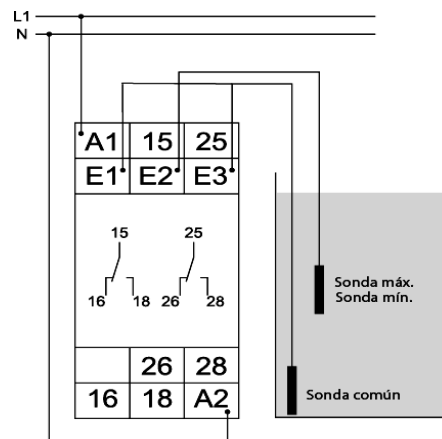 L1
N
A1 15 25
E1 E2 E3
15 25
16 18 26 28
26 28
16 18 A2
Sonda máx.
Sonda mín.
Sonda común